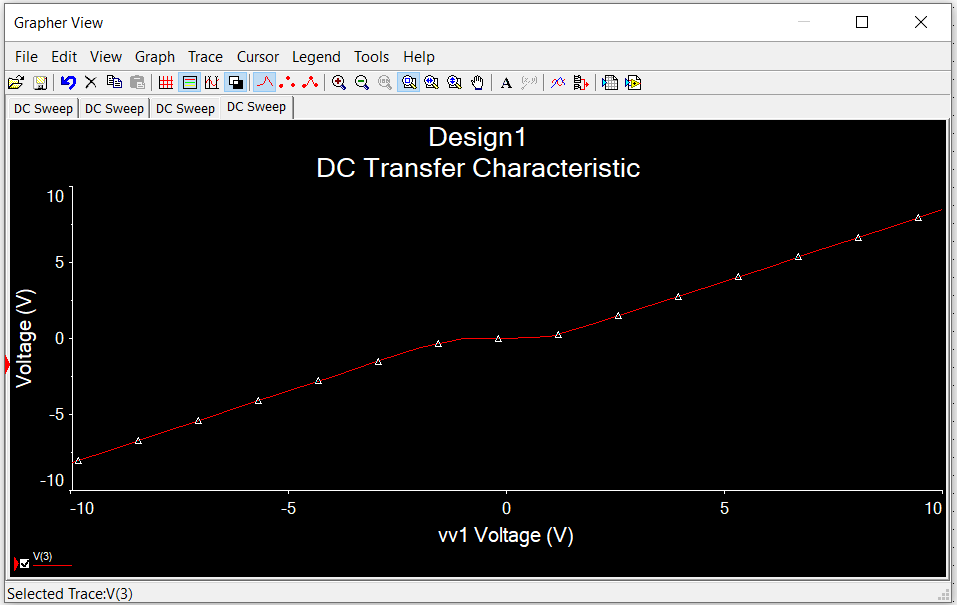 Grapher View
File Edit View Graph Trace Cursor Legend Tools Help
A
DC Sweep DC Sweep DC Sweep DC Sweep
Design1
DC Transfer Characteristic
10
5
0
-5
-10
Voltage (V)
-10 -5 0 5 10
vv1 Voltage (V)
V(3)
Selected Trace:V(3)